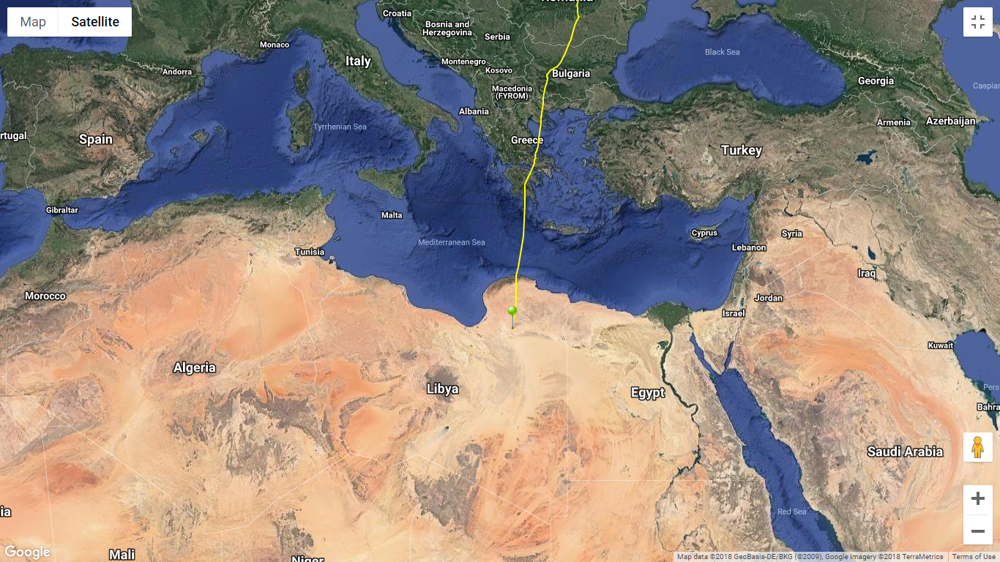 Map Satellite
Romania
Croatia
Bosnia and
Herzegovina
Serbia
Monaco
Italy
Black Sea
Montenegro
Kosovo
Andorra
Bulgaria
Georgia
Caspian
Macedonia
(FYROM)
Albania
Armenia
Azerbaijan
Tyrrhenian Sea
rtugal
Spain
Greece
Turkey
Gibraltar
Malta
Cyprus
Syria
Mediterranean Sea
Lebanon
Tunisia
Iraq
Morocco
Jordan
Israel
Kuwait
Algeria
Libya
Egypt
Pers
Bahra
Saudi Arabia
ia
Red Sea
Google
Mali
Niger
Map data ©2018 GeoBasis-DE/BKG (©2009), Google Imagery ©2018 TerraMetrics Terms of Use